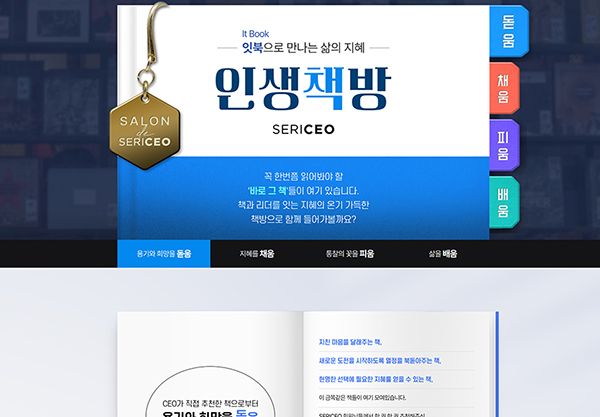 It Book
잇북으로 만나는 삶의 지혜
인생책방
SERICEO
SALON
de
SERICEO
돋움
채움
피움
배움
꼭 한번쯤 읽어봐야 할
'바로 그 책'들이 여기 있습니다.
책과 리더를 잇는 지혜의 온기 가득한
책방으로 함께 들어가볼까요?
용기와 희망을 돋움
지혜를 채움
통찰의 꽃을 피움
삶을 배움
CEO가 직접 추천한 책으로부터
용기와 희망을 돋움
지친 마음을 달래주는 책,
새로운 도전을 시작하도록 열정을 북돋아주는 책,
현명한 선택에 필요한 지혜를 얻을 수 있는 책,
이 금쪽같은 책들이 여기 모여있습니다.